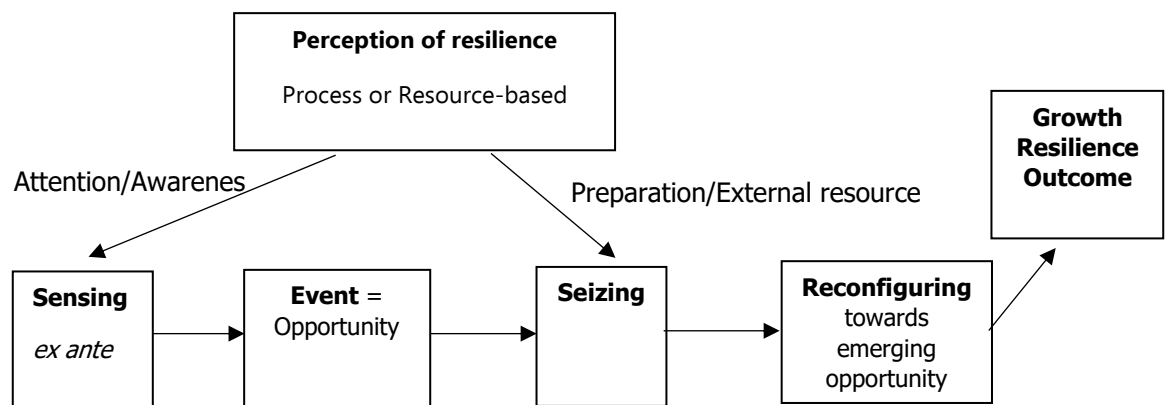 Perception of resilience
Process or Resource-based
Growth
Resilience
Outcome
Attention/Awarenes
Preparation/External resource
Sensing
ex ante
Event =
Opportunity
Seizing
Reconfiguring
towards
emerging
opportunity